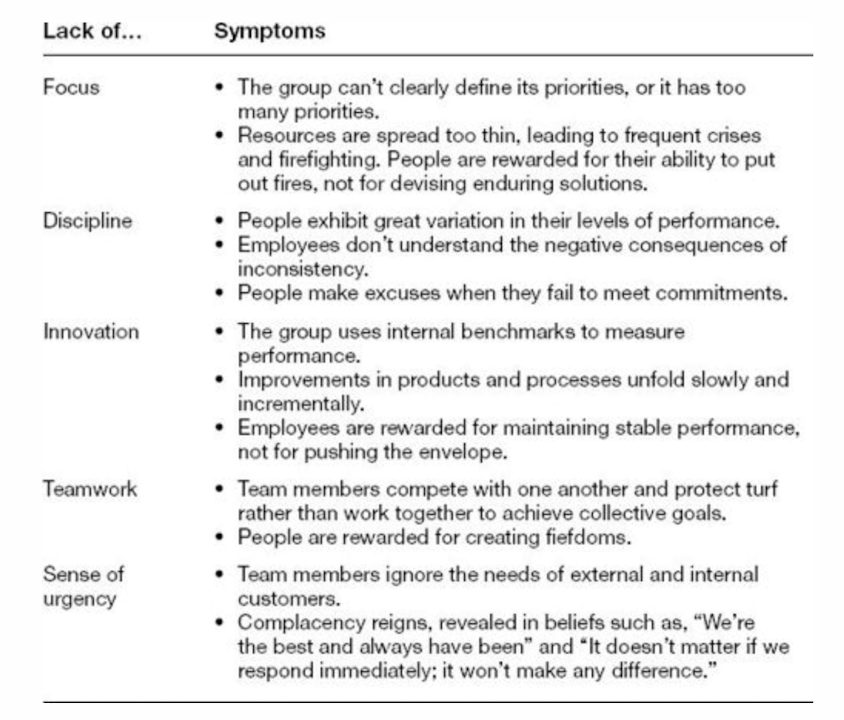 Lack of... Symptoms
Focus • The group can't clearly define its priorities, or it has too
many priorities.
• Resources are spread too thin, leading to frequent crises
and firefighting. People are rewarded for their ability to put
out fires, not for devising enduring solutions.
Discipline • People exhibit great variation in their levels of performance.
• Employees don't understand the negative consequences of
inconsistency.
• People make excuses when they fail to meet commitments.
Innovation • The group uses internal benchmarks to measure
performance.
• Improvements in products and processes unfold slowly and
incrementally.
• Employees are rewarded for maintaining stable performance,
not for pushing the envelope.
Teamwork • Team members compete with one another and protect turf
rather than work together to achieve collective goals.
• People are rewarded for creating fiefdoms.
Sense of • Team members ignore the needs of external and internal
urgency customers.
• Complacency reigns, revealed in beliefs such as, “We're
the best and always have been” and “It doesn't matter if we
respond immediately; it won't make any difference.”